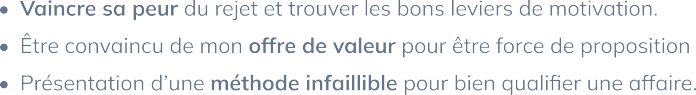 • Vaincre sa peur du rejet et trouver les bons leviers de motivation.
• Être convaincu de mon offre de valeur pour être force de proposition
• Présentation d’une méthode infaillible pour bien qualifier une affaire.